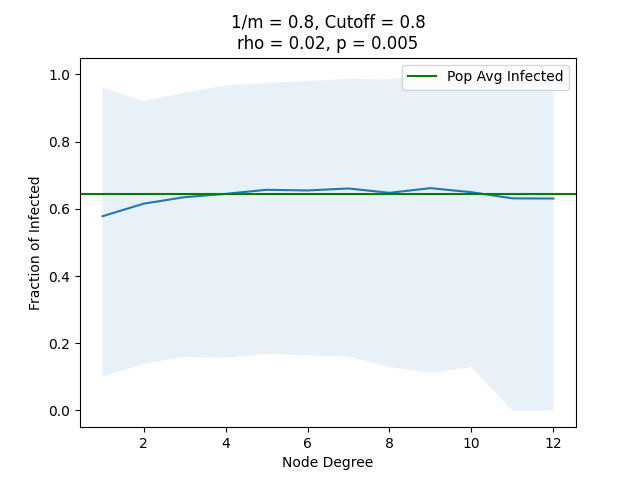 1/m = 0.8, Cutoff = 0.8
rho = 0.02, p = 0.005
Pop Avg Infected
1.0
0.8
0.6
0.4
0.2
0.0
Fraction of Infected
2 4 6 8 10 12
Node Degree